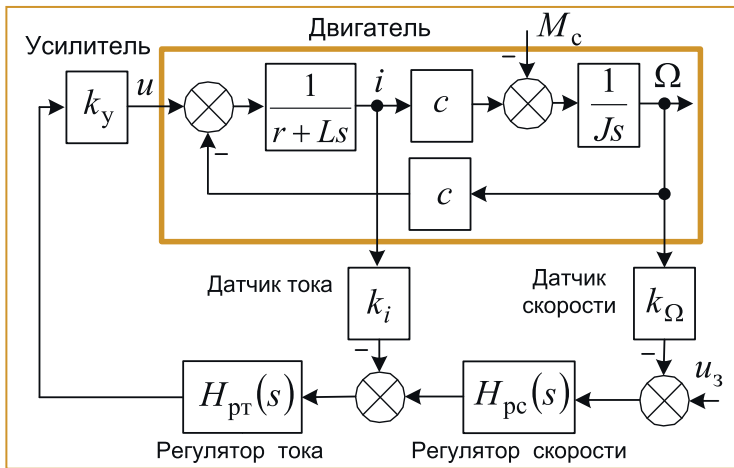 Усилитель
Двигатель
M_с
k_у
u
−
1
r + Ls
i
c
−
1
Js
Ω
−
c
Датчик тока
k_i
−
Датчик
скорости
k_Ω
−
u_з
H_рт(s)
H_рс(s)
Регулятор тока
Регулятор скорости